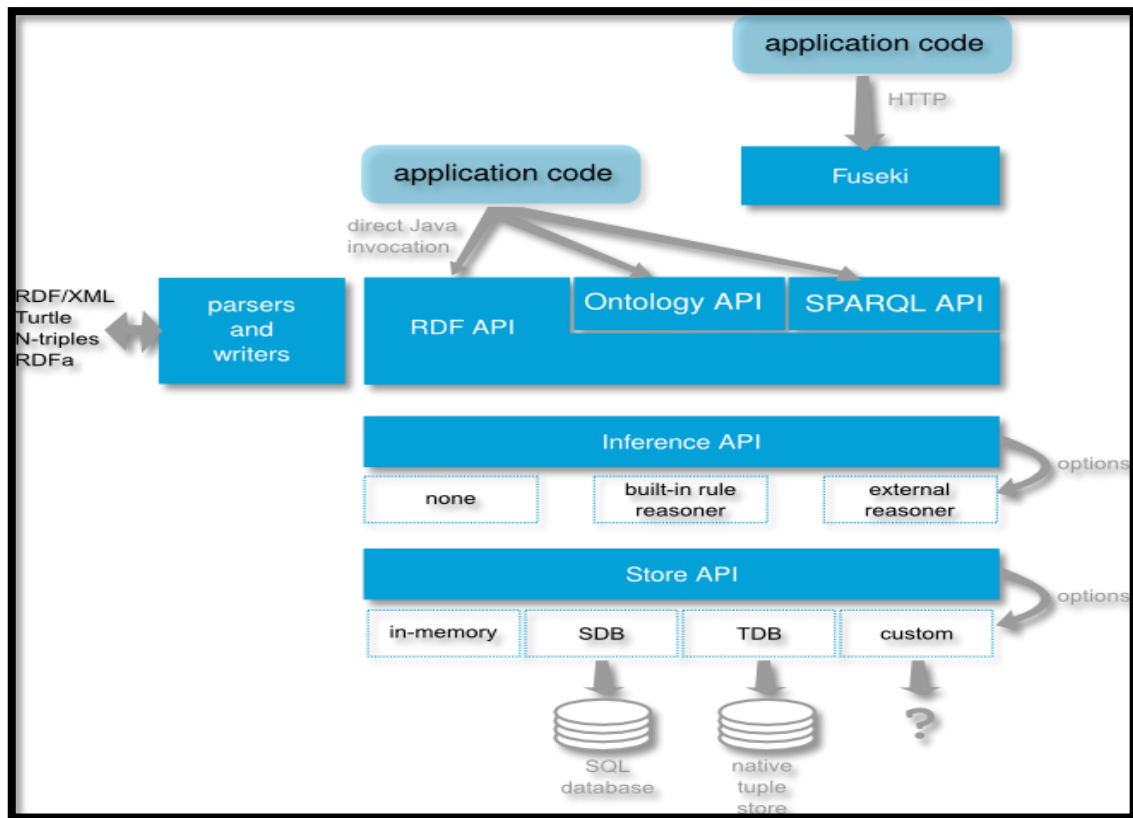 application code
HTTP
Fuseki
application code
direct Java
invocation
RDF/XML
Turtle
N-triples
RDFa
parsers
and
writers
RDF API
Ontology API
SPARQL API
Inference API
options
none
built-in rule
reasoner
external
reasoner
Store API
options
in-memory
SDB
TDB
custom
?
SQL
database
native
tuple
store